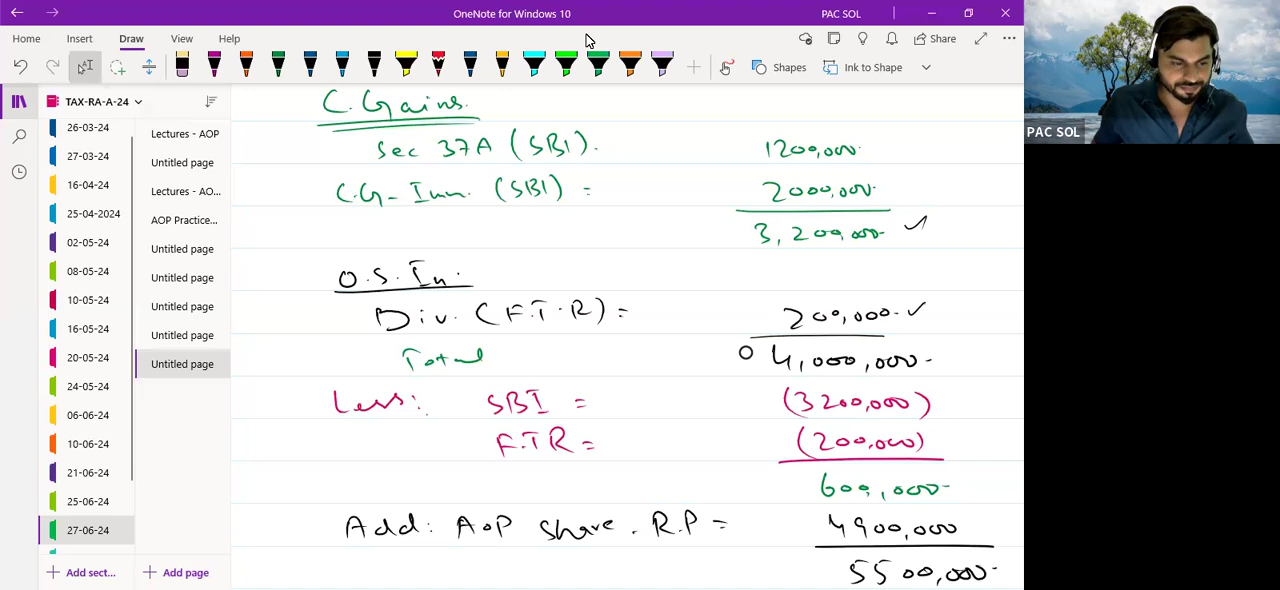 OneNote for Windows 10
PAC SOL
Home Insert Draw View Help
Share
Shapes
Ink to Shape
TAX-RA-A-24
26-03-24
27-03-24
16-04-24
25-04-2024
02-05-24
08-05-24
10-05-24
16-05-24
20-05-24
24-05-24
06-06-24
10-06-24
21-06-24
25-06-24
27-06-24
Add sect...
Lectures - AOP
Untitled page
Lectures - AO...
AOP Practice...
Untitled page
Untitled page
Untitled page
Untitled page
Untitled page
Add page
C. Gains.
Sec 37A (SBI). 1200,000.
C.G- Imm. (SBI) = 2000,000.
3,200,000-
O.S. In.
Div. (F.T.R) = 200,000.
Total 0 4,000,000-
Less: SBI = (3200,000)
F.T.R = (200,000)
600,000-
Add: AoP share. R.P = 4900,000
5500,000-
PAC SOL